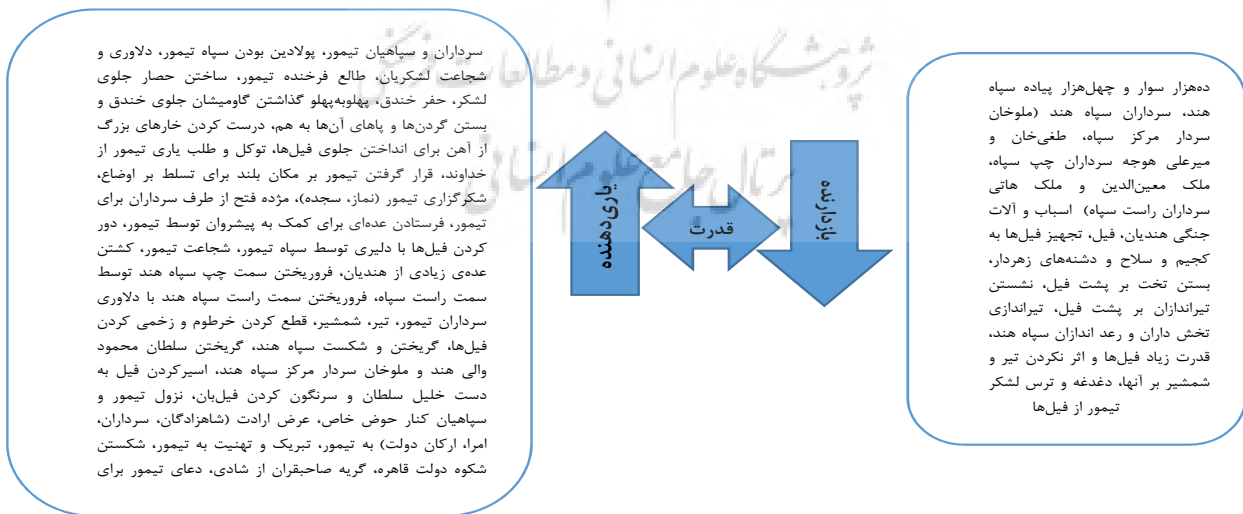 ده‌هزار سوار و چهل‌هزار پیاده سپاه
هند، سرداران سپاه هند (ملوخان
سردار مرکز سپاه، طغی‌خان و
میرعلی هوجه سرداران چپ سپاه،
ملک معین‌الدین و ملک هاتی
سرداران راست سپاه) اسباب و آلات
جنگی هندیان، فیل، تجهیز فیل‌ها به
کجیم و سلاح و دشنه‌های زهردار،
بستن تخت بر پشت فیل، نشستن
تیراندازان بر پشت فیل، تیراندازی
تخش داران و رعد اندازان سپاه هند،
قدرت زیاد فیل‌ها و اثر نکردن تیر و
شمشیر بر آنها، دغدغه و ترس لشکر
تیمور از فیل‌ها
بازدارنده
قدرت
یاری‌دهنده
سرداران و سپاهیان تیمور، پولادین بودن سپاه تیمور، دلاوری و
شجاعت لشکریان، طالع فرخنده تیمور، ساختن حصار جلوی
لشکر، حفر خندق، پهلوبه‌پهلو گذاشتن گاومیشان جلوی خندق و
بستن گردن‌ها و پاهای آن‌ها به هم، درست کردن خارهای بزرگ
از آهن برای انداختن جلوی فیل‌ها، توکل و طلب یاری تیمور از
خداوند، قرار گرفتن تیمور بر مکان بلند برای تسلط بر اوضاع،
شکرگزاری تیمور (نماز، سجده)، مژده فتح از طرف سرداران برای
تیمور، فرستادن عده‌ای برای کمک به پیشروان توسط تیمور، دور
کردن فیل‌ها با دلیری توسط سپاه تیمور، شجاعت تیمور، کشتن
عده‌ی زیادی از هندیان، فروریختن سمت چپ سپاه هند توسط
سمت راست سپاه، فروریختن سمت راست سپاه هند با دلاوری
سرداران تیمور، تیر، شمشیر، قطع کردن خرطوم و زخمی کردن
فیل‌ها، گریختن و شکست سپاه هند، گریختن سلطان محمود
والی هند و ملوخان سردار مرکز سپاه هند، اسیرکردن فیل به
دست خلیل سلطان و سرنگون کردن فیل‌بان، نزول تیمور و
سپاهیان کنار حوض خاص، عرض ارادت (شاهزادگان، سرداران،
امرا، ارکان دولت) به تیمور، تبریک و تهنیت به تیمور، شکستن
شکوه دولت قاهره، گریه صاحبقران از شادی، دعای تیمور برای
پژوهشگاه علوم انسانی و مطالعات فرهنگی
پرتال جامع علوم انسانی